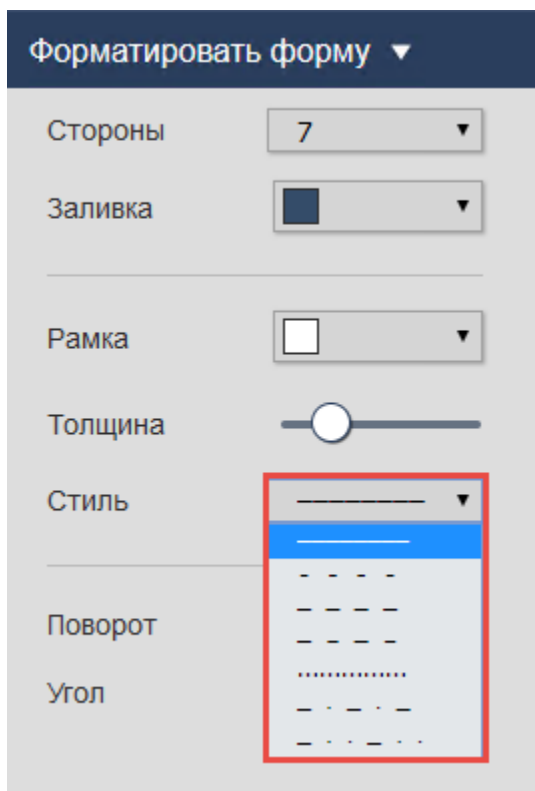 Форматировать форму
Стороны 7
Заливка
Рамка
Толщина
Стиль
Поворот
Угол